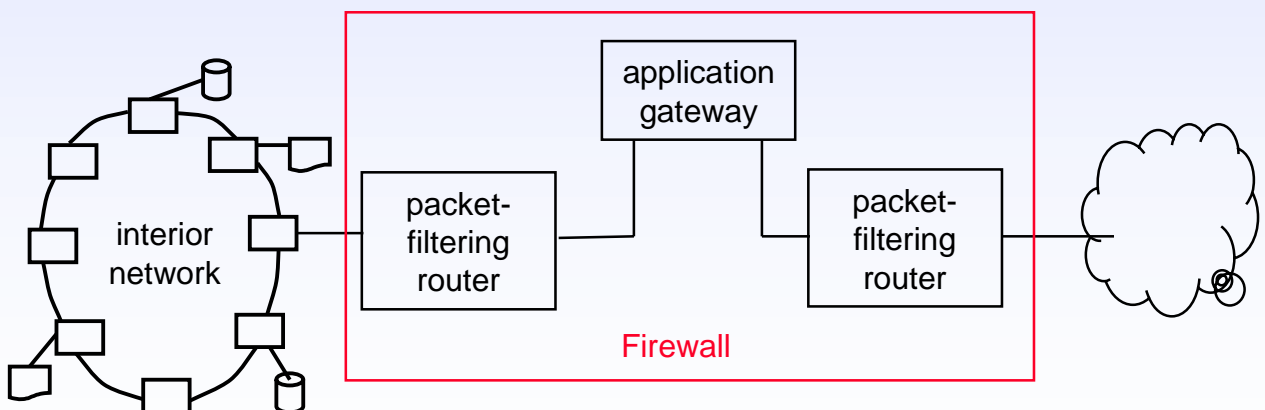 application
gateway
packet-
filtering
router
packet-
filtering
router
interior
network
Firewall